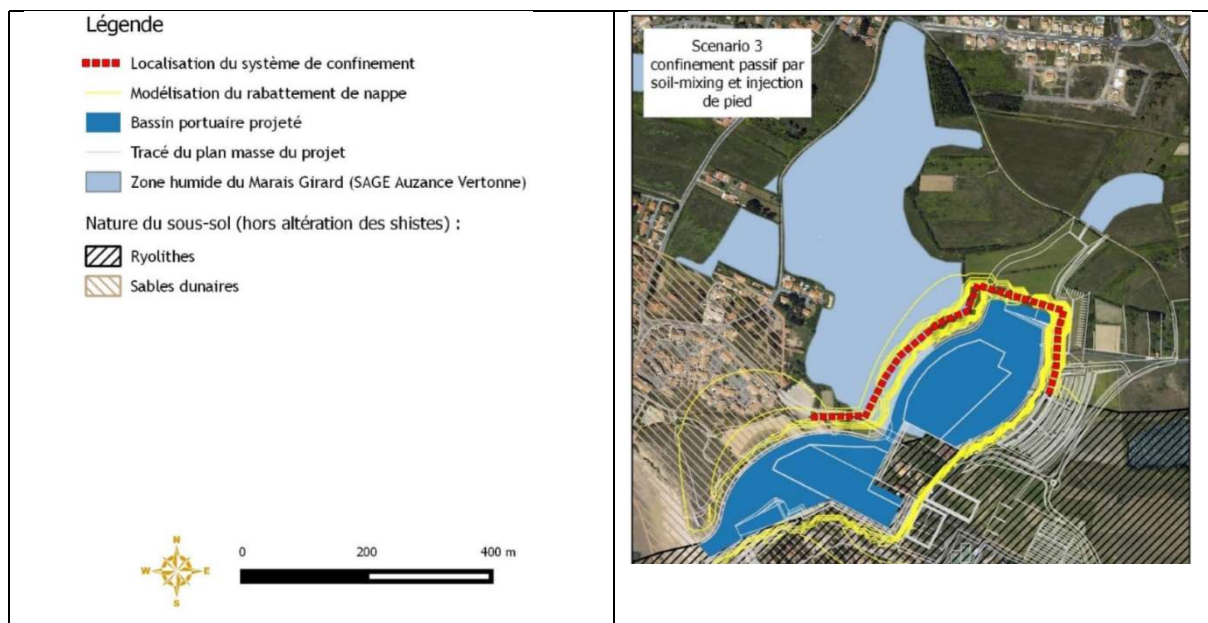 Légende
Localisation du système de confinement
Modélisation du rabattement de nappe
Bassin portuaire projeté
Tracé du plan masse du projet
Zone humide du Marais Girard (SAGE Auzance Vertonne)
Nature du sous-sol (hors altération des shistes) :
Ryolithes
Sables dunaires
N
W E
S
0 200 400 m
Scenario 3
confinement passif par
soil-mixing et injection
de pied